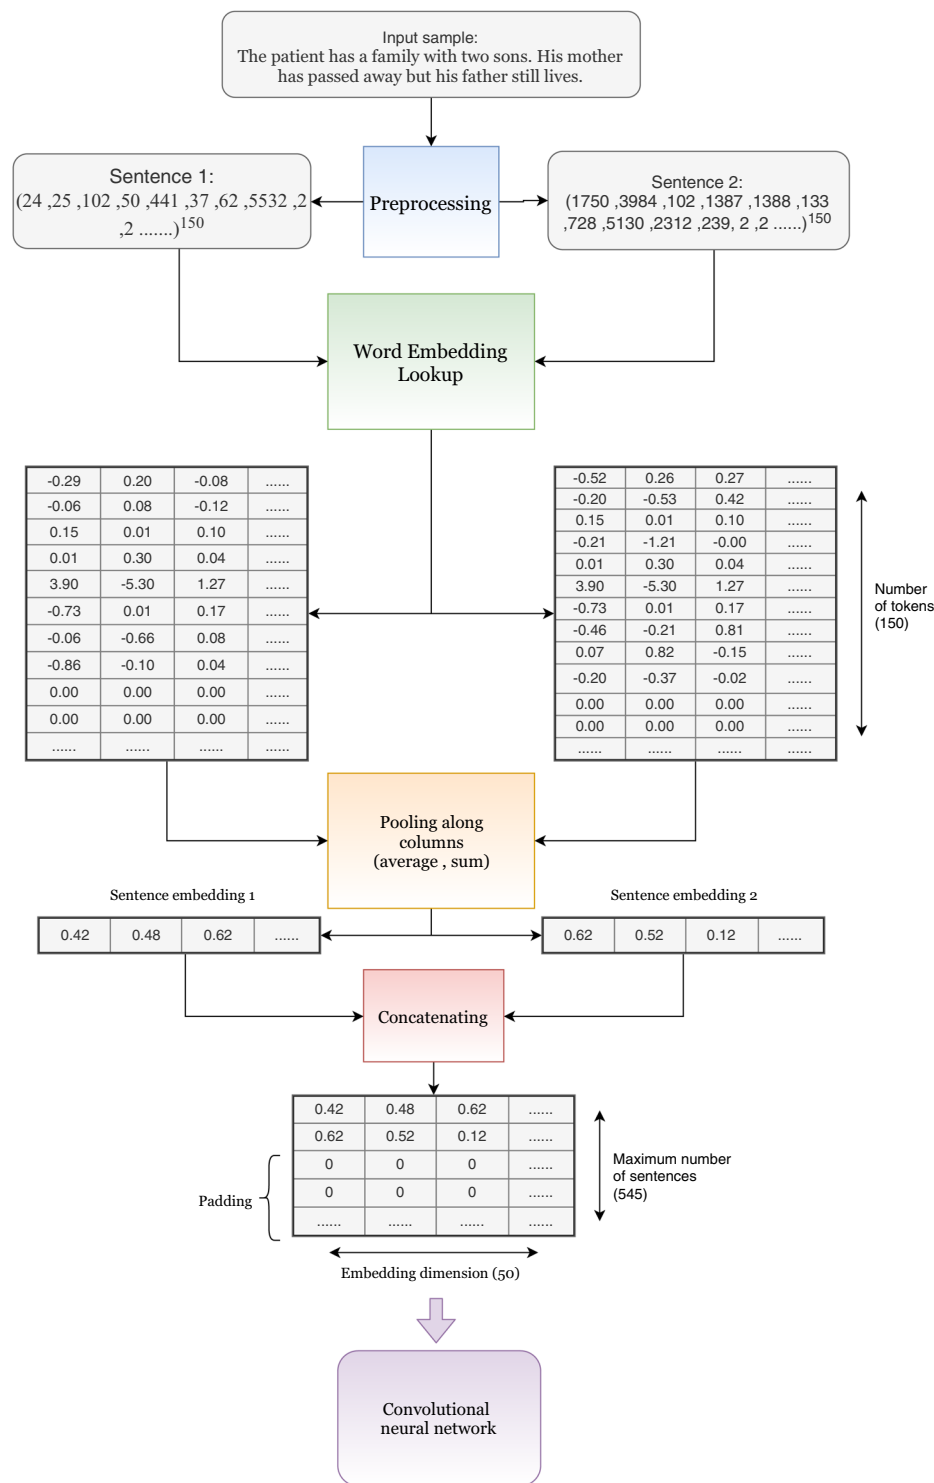 Input sample:
The patient has a family with two sons. His mother
has passed away but his father still lives.
Sentence 1:
(24 ,25 ,102 ,50 ,441 ,37 ,62 ,5532 ,2
,2 .......)150
Preprocessing
Sentence 2:
(1750 ,3984 ,102 ,1387 ,1388 ,133
,728 ,5130 ,2312 ,239, 2 ,2 ......)150
Word Embedding
Lookup
-0.29 0.20 -0.08 ......
-0.06 0.08 -0.12 ......
0.15 0.01 0.10 ......
0.01 0.30 0.04 ......
3.90 -5.30 1.27 ......
-0.73 0.01 0.17 ......
-0.06 -0.66 0.08 ......
-0.86 -0.10 0.04 ......
0.00 0.00 0.00 ......
0.00 0.00 0.00 ......
...... ...... ...... ......
-0.52 0.26 0.27 ......
-0.20 -0.53 0.42 ......
0.15 0.01 0.10 ......
-0.21 -1.21 -0.00 ......
0.01 0.30 0.04 ......
3.90 -5.30 1.27 ......
-0.73 0.01 0.17 ......
-0.46 -0.21 0.81 ......
0.07 0.82 -0.15 ......
-0.20 -0.37 -0.02 ......
0.00 0.00 0.00 ......
0.00 0.00 0.00 ......
...... ...... ...... ......
Number
of tokens
(150)
Pooling along
columns
(average , sum)
Sentence embedding 1
0.42 0.48 0.62 ......
Sentence embedding 2
0.62 0.52 0.12 ......
Concatenating
0.42 0.48 0.62 ......
0.62 0.52 0.12 ......
0 0 0 ......
0 0 0 ......
...... ...... ...... ......
Padding
Maximum number
of sentences
(545)
Embedding dimension (50)
Convolutional
neural network